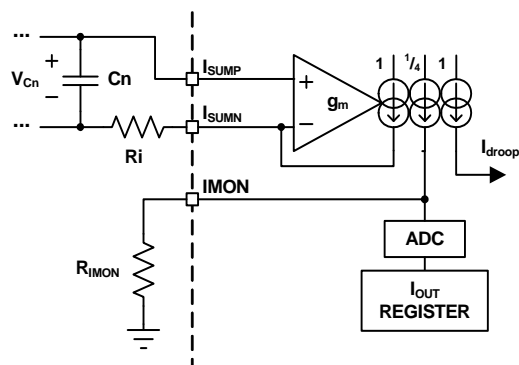 ...
1
1/4
1
+
VCn
Cn
−
ISUMP
+
gm
ISUMN
−
...
Ri
Idroop
IMON
ADC
RIMON
IOUT
REGISTER